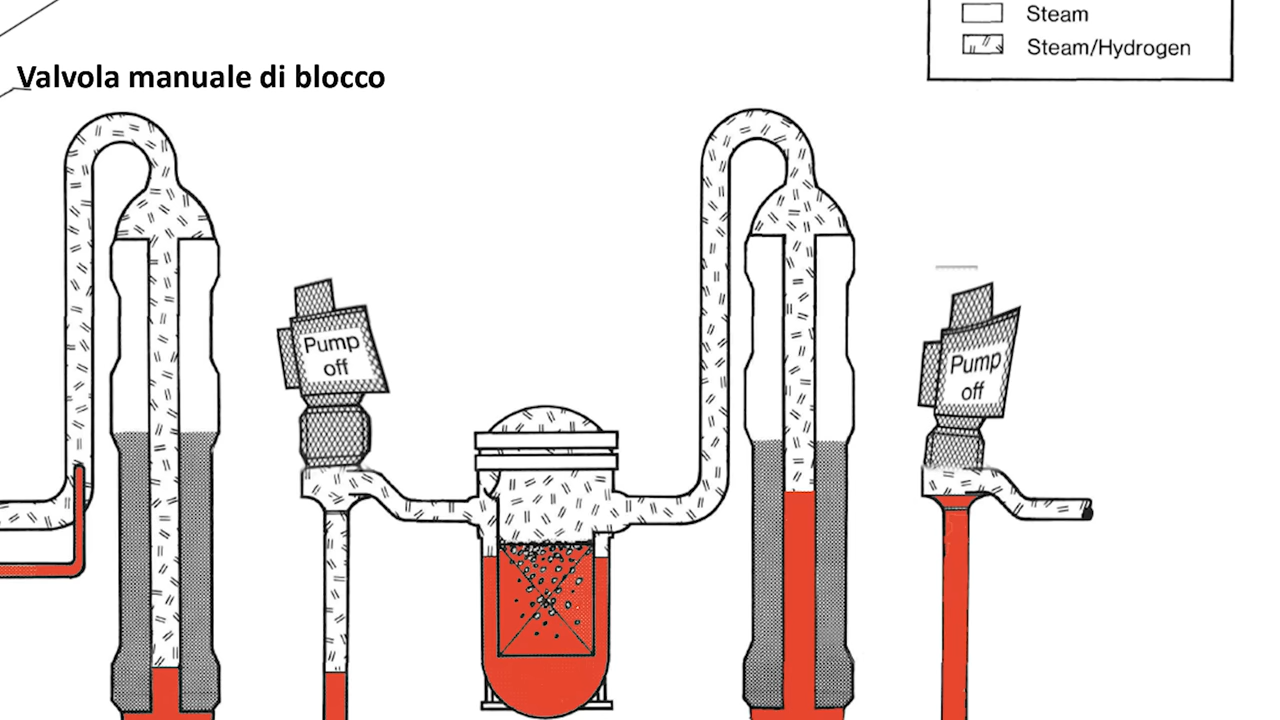 Steam
Steam/Hydrogen
Valvola manuale di blocco
Pump
off
Pump
off